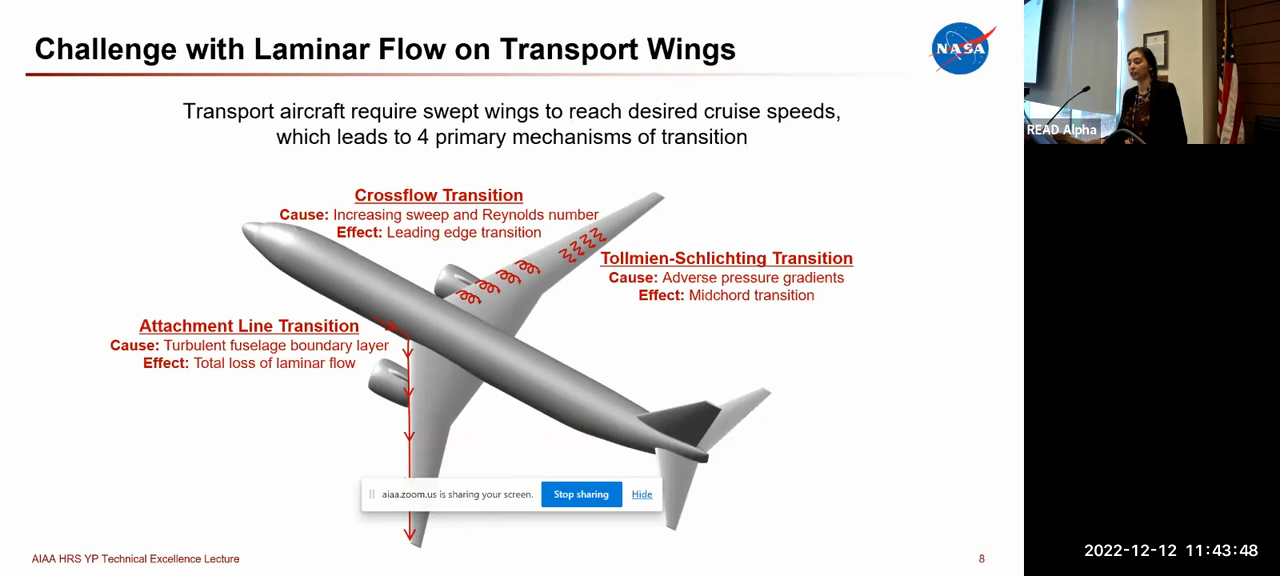 Challenge with Laminar Flow on Transport Wings
NASA
Transport aircraft require swept wings to reach desired cruise speeds,
which leads to 4 primary mechanisms of transition
Crossflow Transition
Cause: Increasing sweep and Reynolds number
Effect: Leading edge transition
Tollmien-Schlichting Transition
Cause: Adverse pressure gradients
Effect: Midchord transition
Attachment Line Transition
Cause: Turbulent fuselage boundary layer
Effect: Total loss of laminar flow
aiaa.zoom.us is sharing your screen.
Stop sharing
Hide
AIAA HRS YP Technical Excellence Lecture
8
READ Alpha
2022-12-12 11:43:48